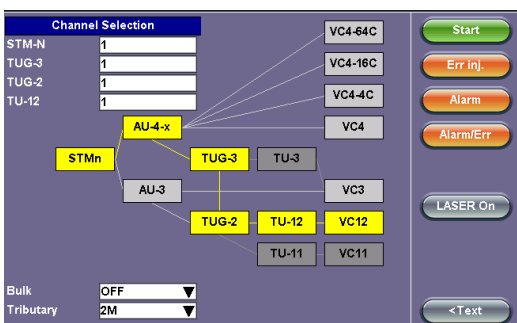 Channel Selection
STM-N 1
TUG-3 1
TUG-2 1
TU-12 1
VC4-64C
VC4-16C
VC4-4C
AU-4-x VC4
STMn TUG-3 TU-3
AU-3 VC3
TUG-2 TU-12 VC12
TU-11 VC11
Bulk OFF
Tributary 2M
Start
Err inj.
Alarm
Alarm/Err
LASER On
<Text